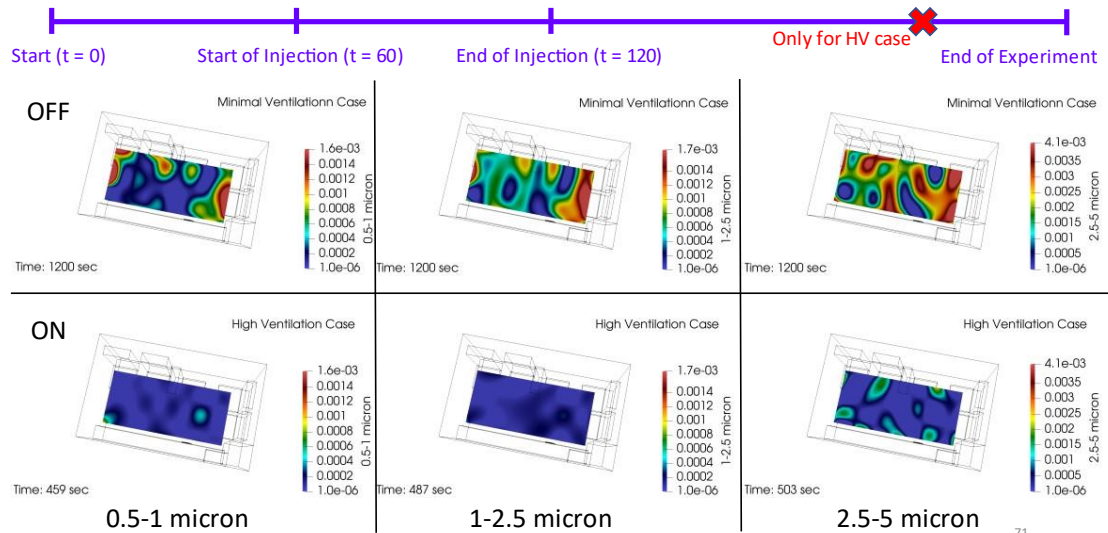 Only for HV case
Start (t = 0)
Start of Injection (t = 60)
End of Injection (t = 120)
End of Experiment
OFF
Minimal Ventilationn Case
1.6e-03
0.0014
0.0012
0.001
0.0008
0.0006
0.0004
0.0002
1.0e-06
0.5-1 micron
Time: 1200 sec
Minimal Ventilationn Case
1.7e-03
0.0014
0.0012
0.001
0.0008
0.0006
0.0004
0.0002
1.0e-06
1-2.5 micron
Time: 1200 sec
Minimal Ventilationn Case
4.1e-03
0.0035
0.003
0.0025
0.002
0.0015
0.001
0.0005
1.0e-06
2.5-5 micron
Time: 1200 sec
ON
High Ventilation Case
1.6e-03
0.0014
0.0012
0.001
0.0008
0.0006
0.0004
0.0002
1.0e-06
0.5-1 micron
Time: 459 sec
High Ventilation Case
1.7e-03
0.0014
0.0012
0.001
0.0008
0.0006
0.0004
0.0002
1.0e-06
1-2.5 micron
Time: 487 sec
High Ventilation Case
4.1e-03
0.0035
0.003
0.0025
0.002
0.0015
0.001
0.0005
1.0e-06
2.5-5 micron
Time: 503 sec
0.5-1 micron
1-2.5 micron
2.5-5 micron
71